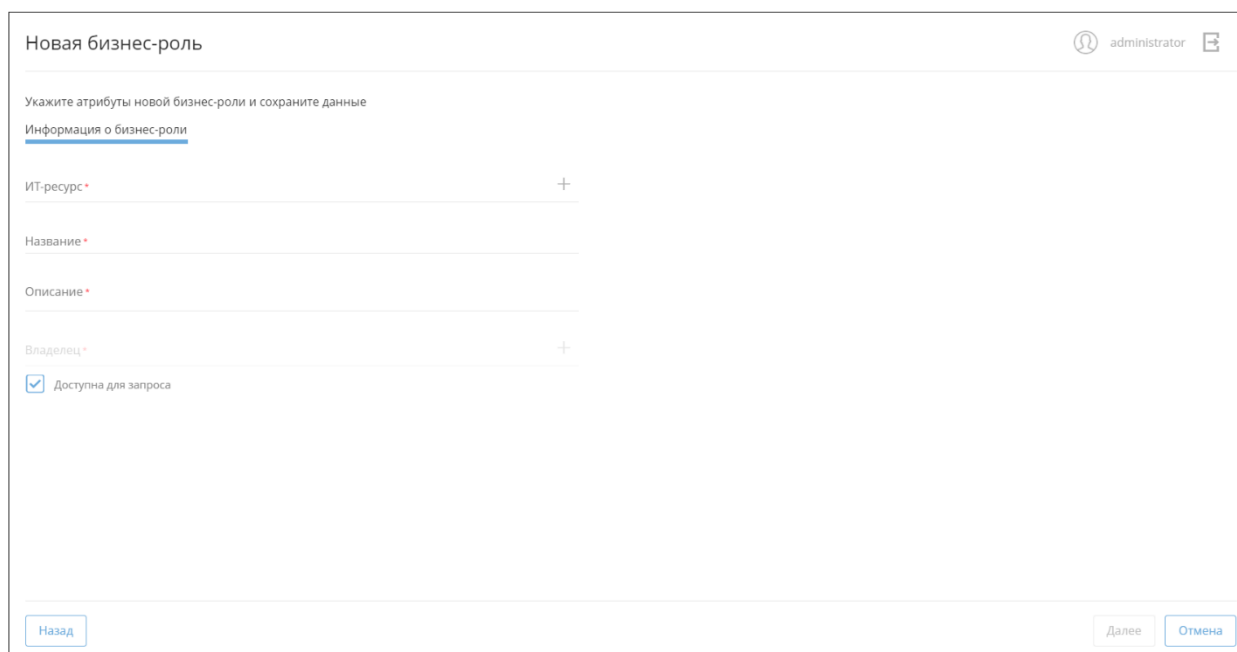 Новая бизнес-роль
administrator
Укажите атрибуты новой бизнес-роли и сохраните данные
Информация о бизнес-роли
ИТ-ресурс *
Название *
Описание *
Владелец *
Доступна для запроса
Назад
Далее
Отмена